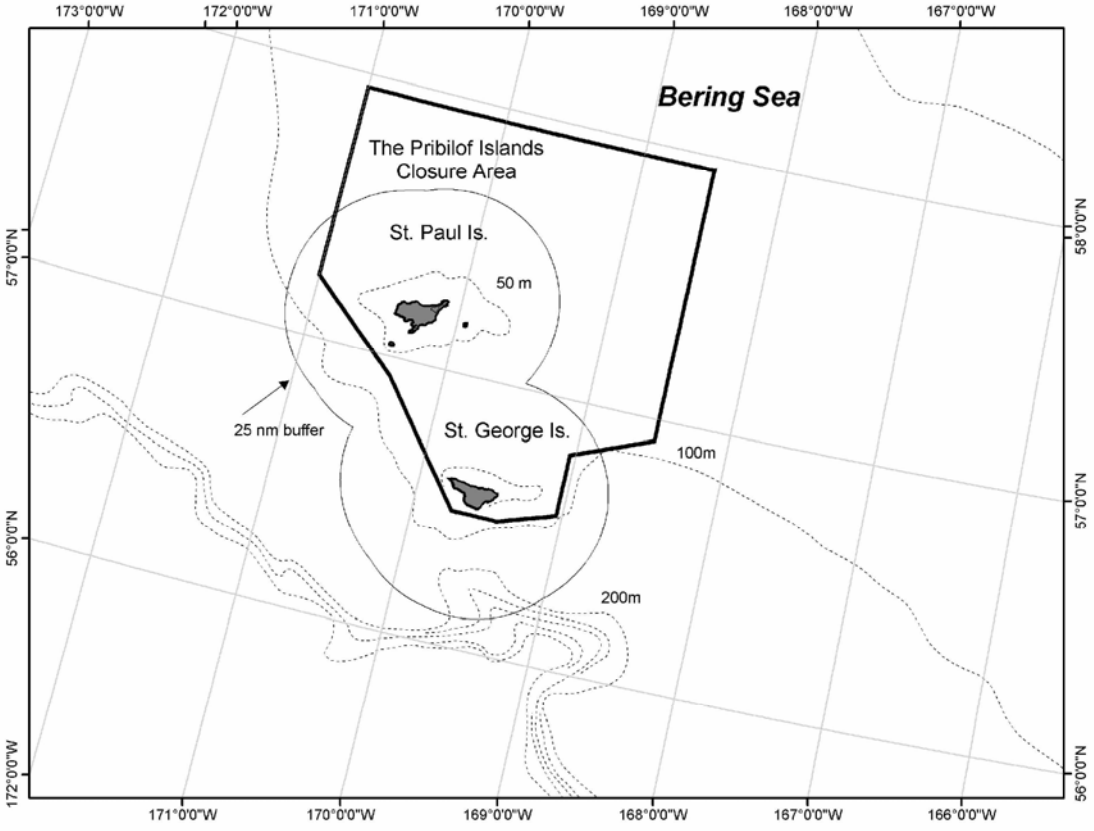 173°0'0"W
172°0'0"W
171°0'0"W
170°0'0"W
169°0'0"W
168°0'0"W
167°0'0"W
Bering Sea
The Pribilof Islands
Closure Area
St. Paul Is.
50 m
58°0'0"N
57°0'0"N
25 nm buffer
St. George Is.
100m
57°0'0"N
56°0'0"N
200m
172°0'0"W
56°0'0"N
171°0'0"W
170°0'0"W
169°0'0"W
168°0'0"W
167°0'0"W
166°0'0"W